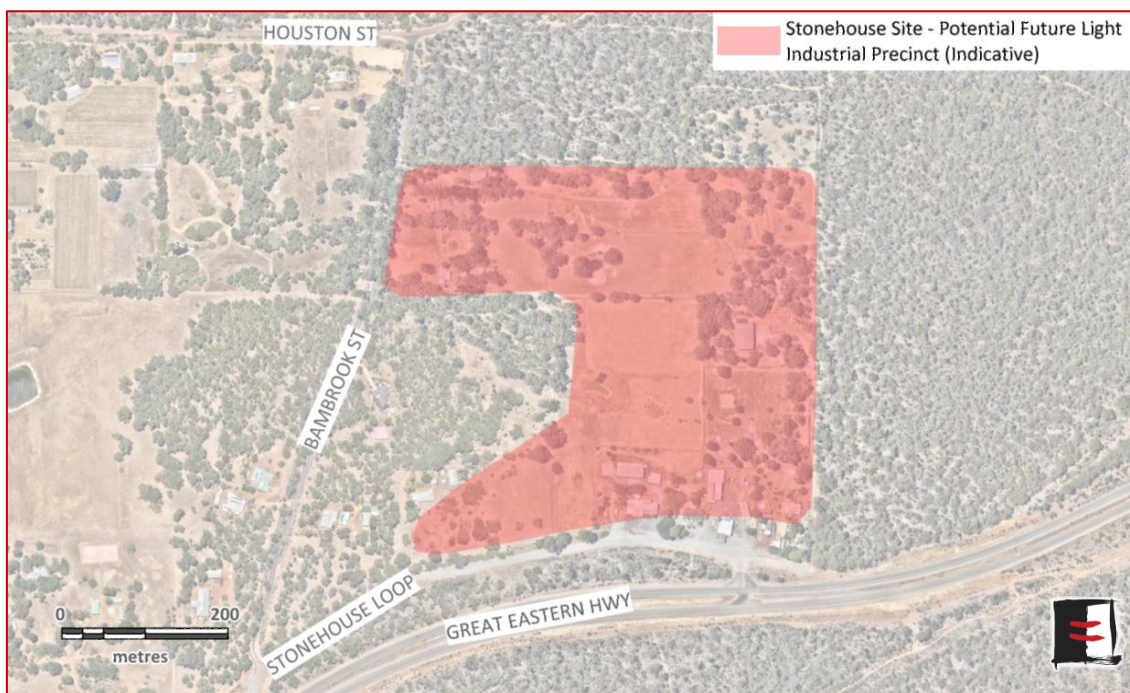 HOUSTON ST
Stonehouse Site - Potential Future Light
Industrial Precinct (Indicative)
BAMBROOK ST
STONEHOUSE LOOP
GREAT EASTERN HWY
0 200
metres